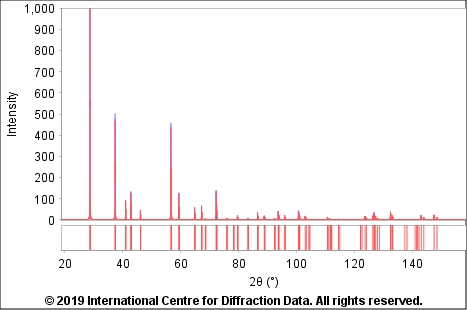 1,000
900
800
700
600
500
400
300
200
100
0
Intensity
20 40 60 80 100 120 140
2θ (°)
© 2019 International Centre for Diffraction Data. All rights reserved.